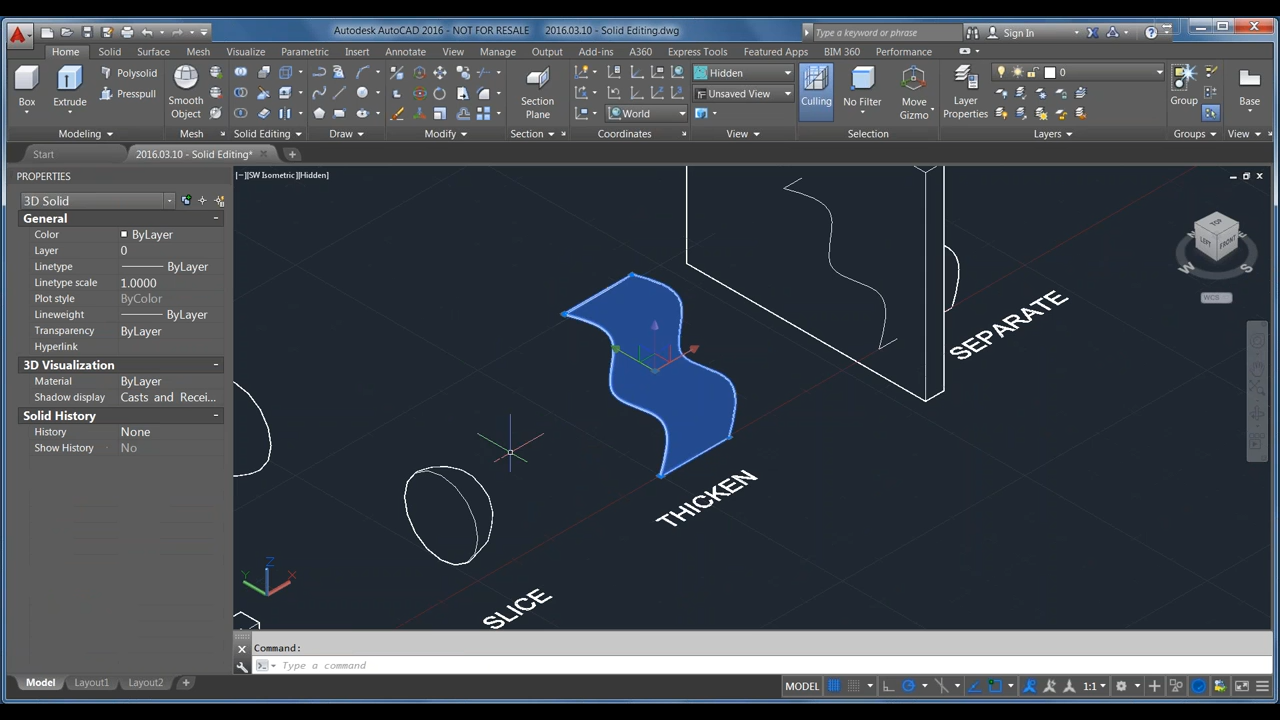 Autodesk AutoCAD 2016 - NOT FOR RESALE 2016.03.10 - Solid Editing.dwg
Type a keyword or phrase
Sign In
Home Solid Surface Mesh Visualize Parametric Insert Annotate View Manage Output Add-ins A360 Express Tools Featured Apps BIM 360 Performance
Box
Extrude
Polysolid
Presspull
Smooth
Object
Section
Plane
World
Hidden
Unsaved View
Culling
No Filter
Move
Gizmo
Layer
Properties
0
Group
Base
Modeling Mesh Solid Editing Draw Modify Section Coordinates View Selection Layers Groups View
Start
2016.03.10 - Solid Editing*
PROPERTIES
3D Solid
General
Color ByLayer
Layer 0
Linetype ByLayer
Linetype scale 1.0000
Plot style ByColor
Lineweight ByLayer
Transparency ByLayer
Hyperlink
3D Visualization
Material ByLayer
Shadow display Casts and Recei...
Solid History
History None
Show History No
[−][SW Isometric][Hidden]
TOP
LEFT
FRONT
W
S
WCS
SEPARATE
THICKEN
SLICE
Z
Y
X
Command:
Type a command
Model Layout1 Layout2
MODEL
1:1